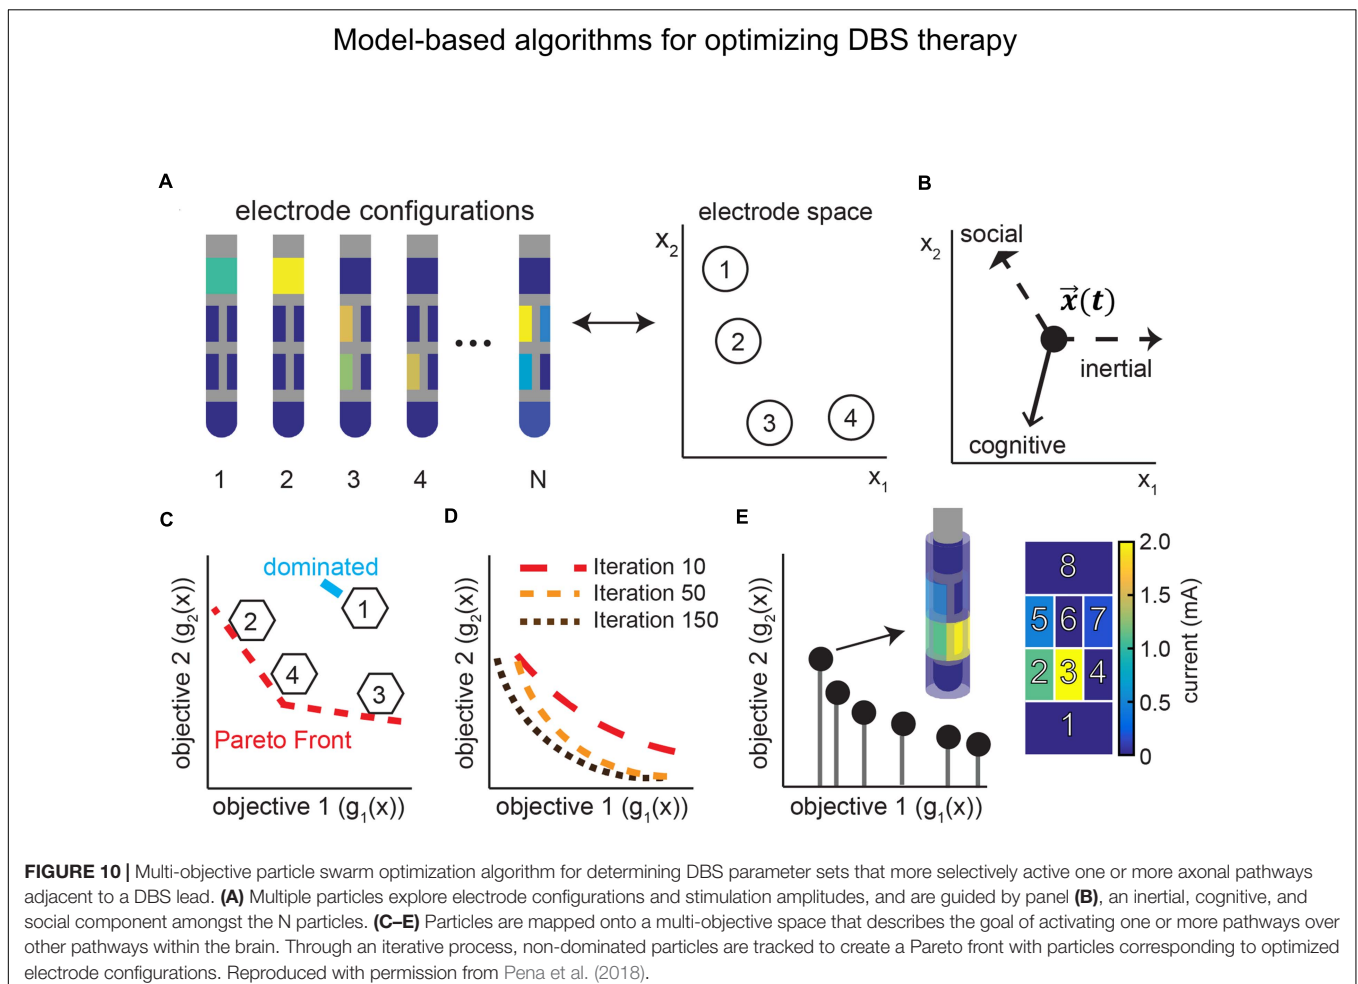 Model-based algorithms for optimizing DBS therapy
A
electrode configurations
1 2 3 4 N
electrode space
x2
1
2
3
4
x1
B
x2
social
x⃗(t)
inertial
cognitive
x1
C
objective 2 (g2(x))
dominated
1
2
4
3
Pareto Front
objective 1 (g1(x))
D
objective 2 (g2(x))
Iteration 10
Iteration 50
Iteration 150
objective 1 (g1(x))
E
objective 2 (g2(x))
objective 1 (g1(x))
8
5 6 7
2 3 4
1
2.0
1.5
1.0
0.5
0
current (mA)
FIGURE 10 | Multi-objective particle swarm optimization algorithm for determining DBS parameter sets that more selectively active one or more axonal pathways
adjacent to a DBS lead. (A) Multiple particles explore electrode configurations and stimulation amplitudes, and are guided by panel (B), an inertial, cognitive, and
social component amongst the N particles. (C–E) Particles are mapped onto a multi-objective space that describes the goal of activating one or more pathways over
other pathways within the brain. Through an iterative process, non-dominated particles are tracked to create a Pareto front with particles corresponding to optimized
electrode configurations. Reproduced with permission from Pena et al. (2018).